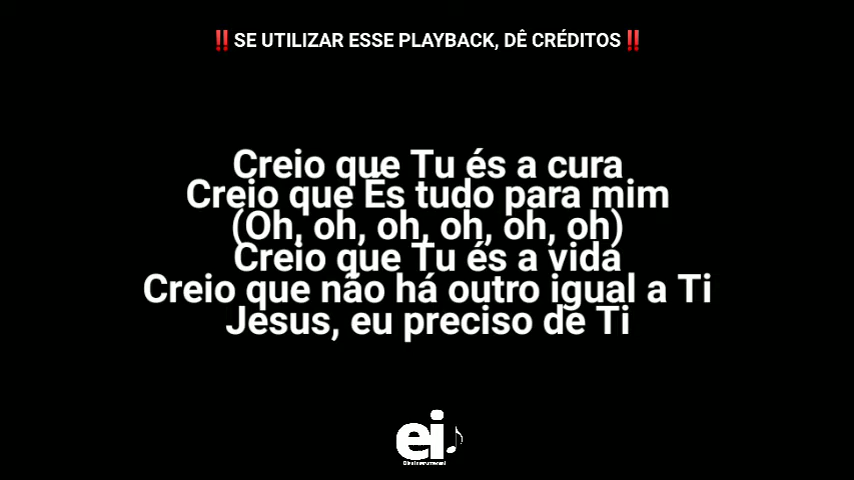 ‼️SE UTILIZAR ESSE PLAYBACK, DÊ CRÉDITOS‼️
Creio que Tu és a cura
Creio que És tudo para mim
(Oh, oh, oh, oh, oh, oh)
Creio que Tu és a vida
Creio que não há outro igual a Ti
Jesus, eu preciso de Ti
ei